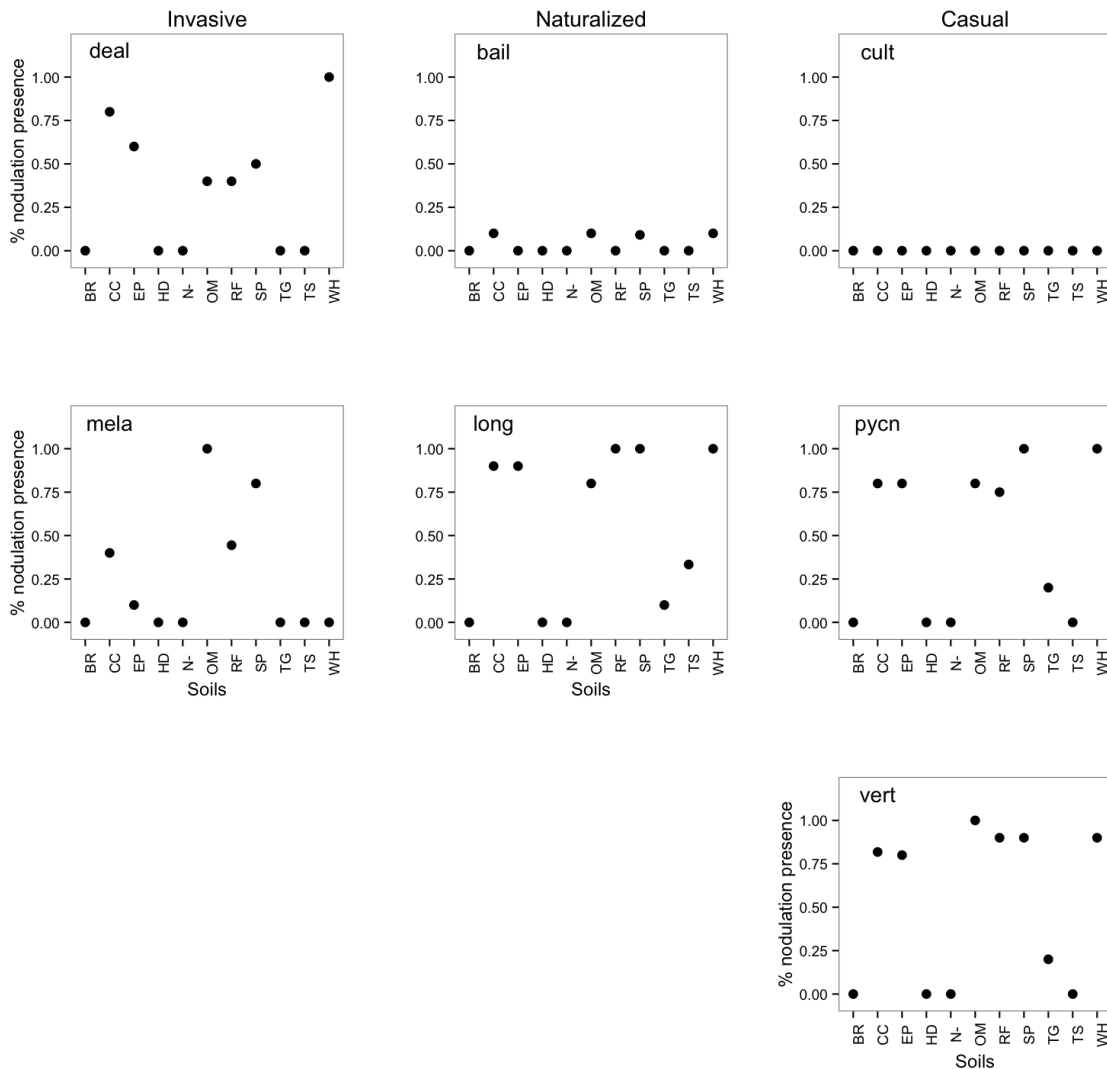 Invasive
Naturalized
Casual
deal
% nodulation presence
1.00
0.75
0.50
0.25
0.00
BR CC EP HD N- OM RF SP TG TS WH
bail
1.00
0.75
0.50
0.25
0.00
BR CC EP HD N- OM RF SP TG TS WH
cult
1.00
0.75
0.50
0.25
0.00
BR CC EP HD N- OM RF SP TG TS WH
mela
% nodulation presence
1.00
0.75
0.50
0.25
0.00
BR CC EP HD N- OM RF SP TG TS WH
Soils
long
1.00
0.75
0.50
0.25
0.00
BR CC EP HD N- OM RF SP TG TS WH
Soils
pycn
1.00
0.75
0.50
0.25
0.00
BR CC EP HD N- OM RF SP TG TS WH
vert
% nodulation presence
1.00
0.75
0.50
0.25
0.00
BR CC EP HD N- OM RF SP TG TS WH
Soils